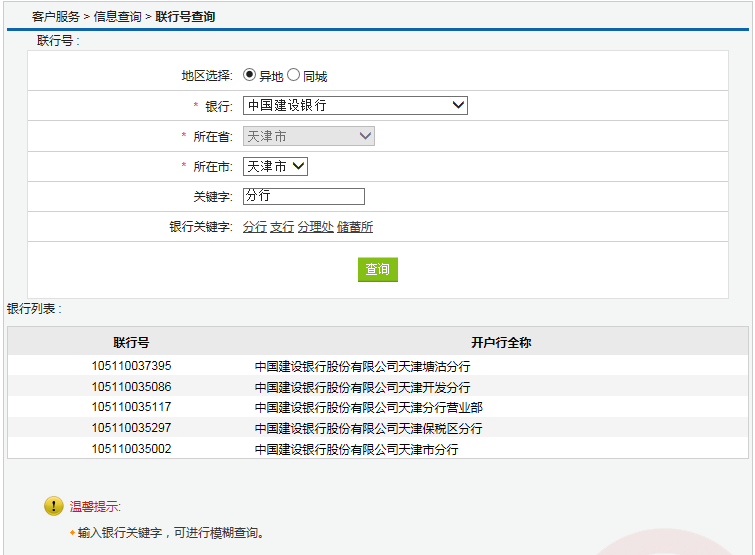 客户服务 > 信息查询 > 联行号查询
联行号 :
地区选择: 异地 同城
* 银行: 中国建设银行
* 所在省: 天津市
* 所在市: 天津市
关键字: 分行
银行关键字: 分行 支行 分理处 储蓄所
查询
银行列表 :
联行号 开户行全称
105110037395 中国建设银行股份有限公司天津塘沽分行
105110035086 中国建设银行股份有限公司天津开发分行
105110035117 中国建设银行股份有限公司天津分行营业部
105110035297 中国建设银行股份有限公司天津保税区分行
105110035002 中国建设银行股份有限公司天津市分行
温馨提示:
输入银行关键字，可进行模糊查询。